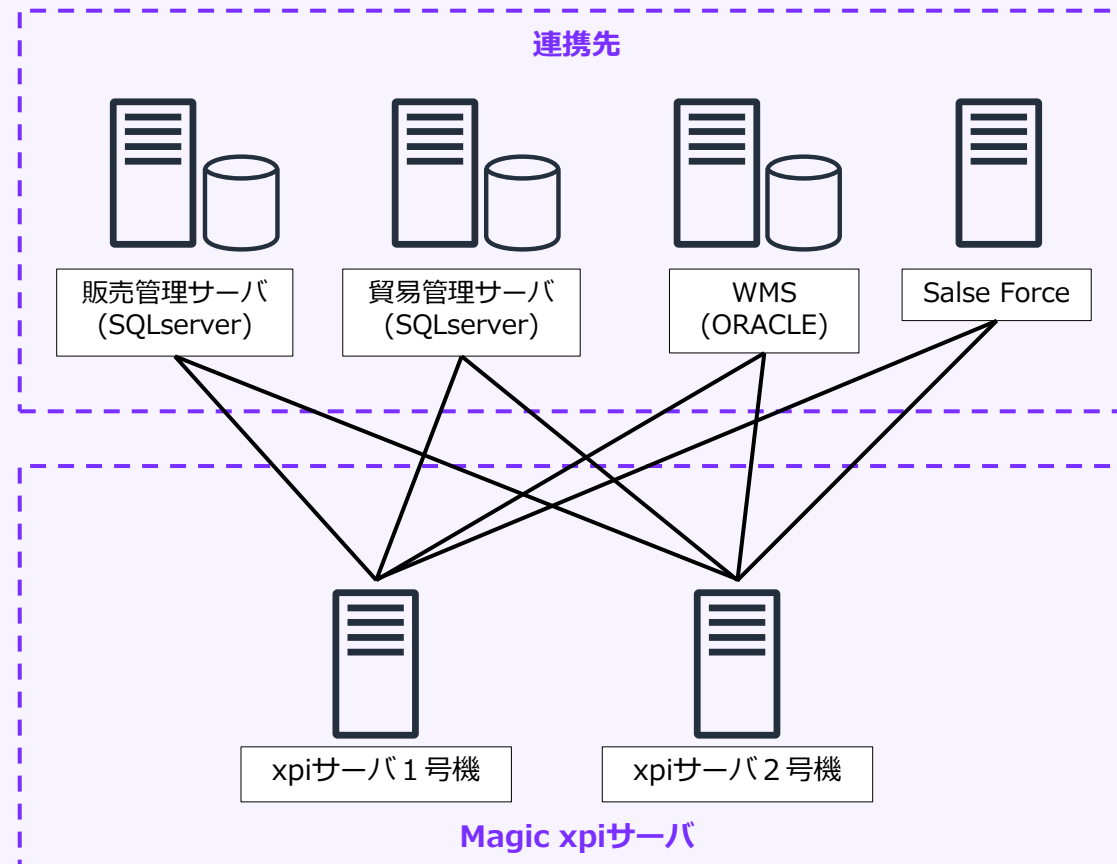 連携先
販売管理サーバ
(SQLserver)
貿易管理サーバ
(SQLserver)
WMS
(ORACLE)
Salse Force
xpiサーバ１号機
xpiサーバ２号機
Magic xpiサーバ